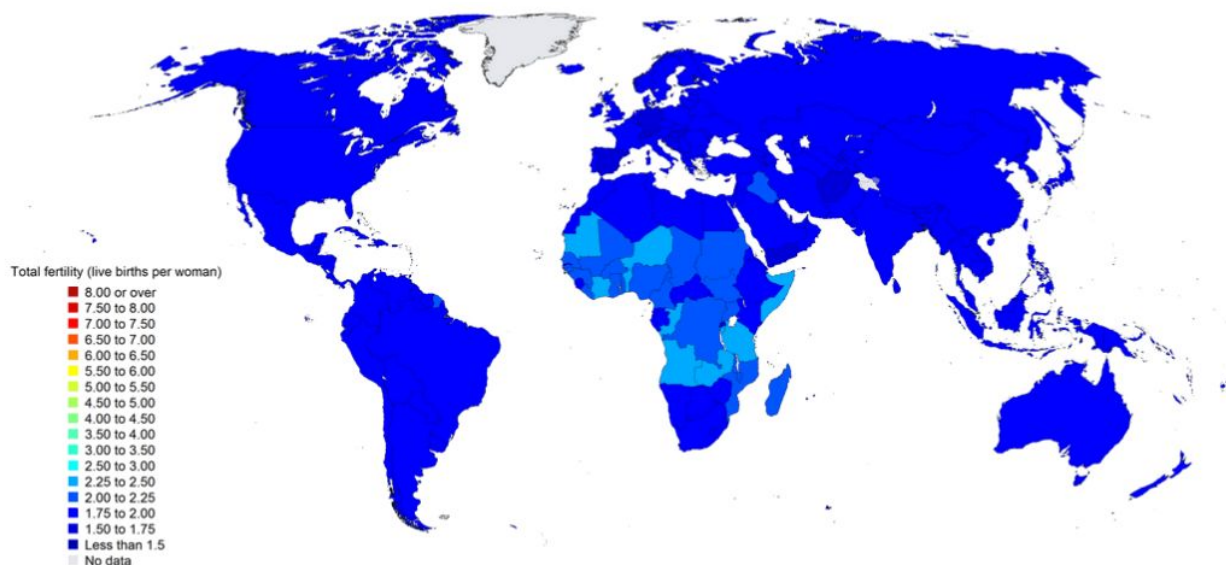 Total fertility (live births per woman)
8.00 or over
7.50 to 8.00
7.00 to 7.50
6.50 to 7.00
6.00 to 6.50
5.50 to 6.00
5.00 to 5.50
4.50 to 5.00
4.00 to 4.50
3.50 to 4.00
3.00 to 3.50
2.50 to 3.00
2.25 to 2.50
2.00 to 2.25
1.75 to 2.00
1.50 to 1.75
Less than 1.5
No data